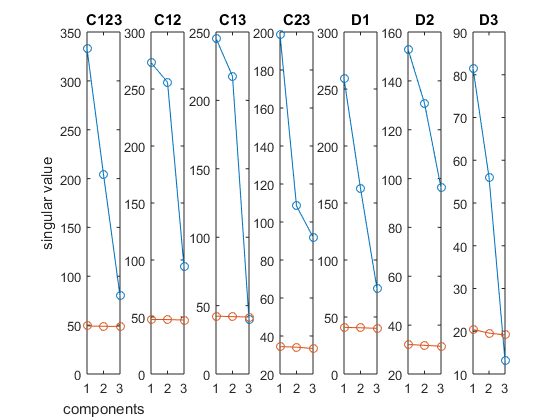 C123 C12 C13 C23 D1 D2 D3
singular value
350 300 250 200 150 100 50 0
300 250 200 150 100 50 0
250 200 150 100 50 0
200 180 160 140 120 100 80 60 40 20
300 250 200 150 100 50 0
160 140 120 100 80 60 40 20
90 80 70 60 50 40 30 20 10
1 2 3 1 2 3 1 2 3 1 2 3 1 2 3 1 2 3 1 2 3
components